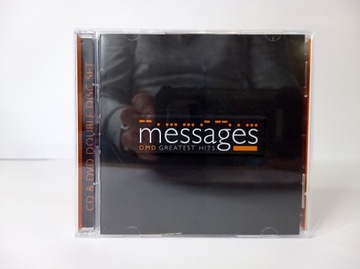 CD & DVD DOUBLE DISC SET
messages
OMD GREATEST HITS